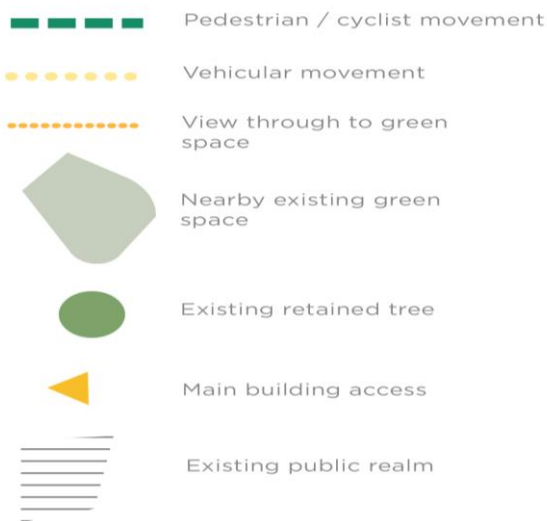 Pedestrian / cyclist movement
Vehicular movement
View through to green
space
Nearby existing green
space
Existing retained tree
Main building access
Existing public realm